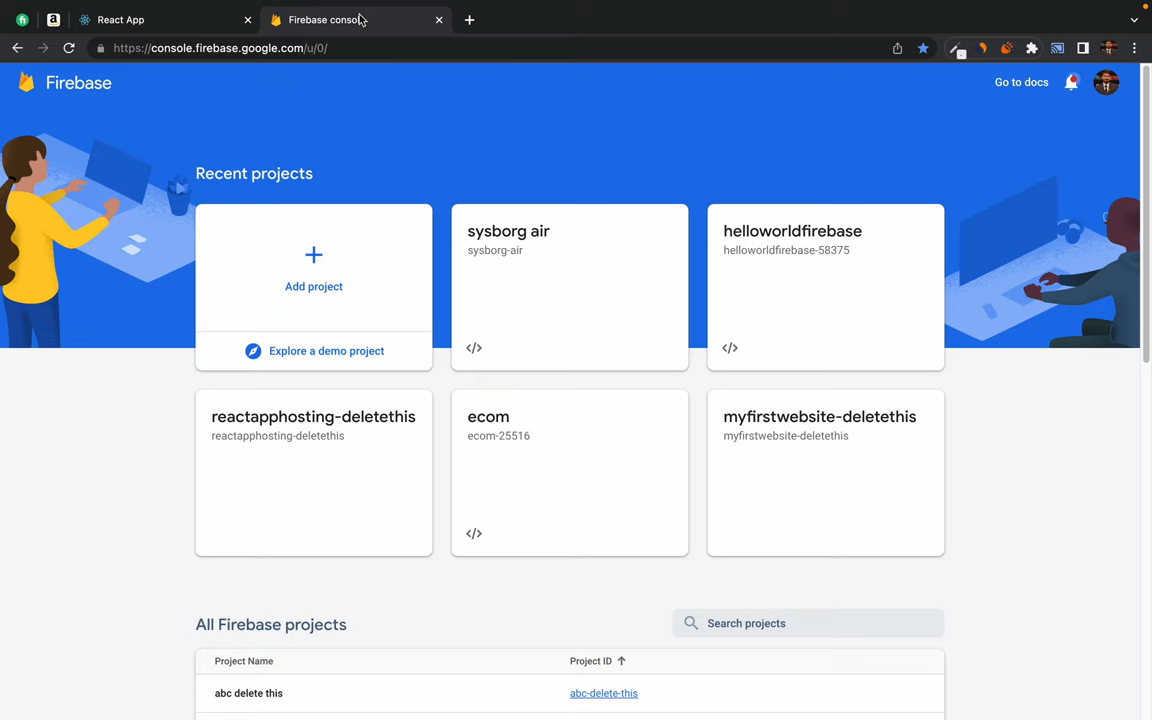 React App
Firebase conso
https://console.firebase.google.com/u/0/
Firebase
Go to docs
Recent projects
Add project
Explore a demo project
sysborg air
sysborg-air
helloworldfirebase
helloworldfirebase-58375
reactapphosting-deletethis
reactapphosting-deletethis
ecom
ecom-25516
myfirstwebsite-deletethis
myfirstwebsite-deletethis
All Firebase projects
Search projects
Project Name
Project ID
abc delete this
abc-delete-this